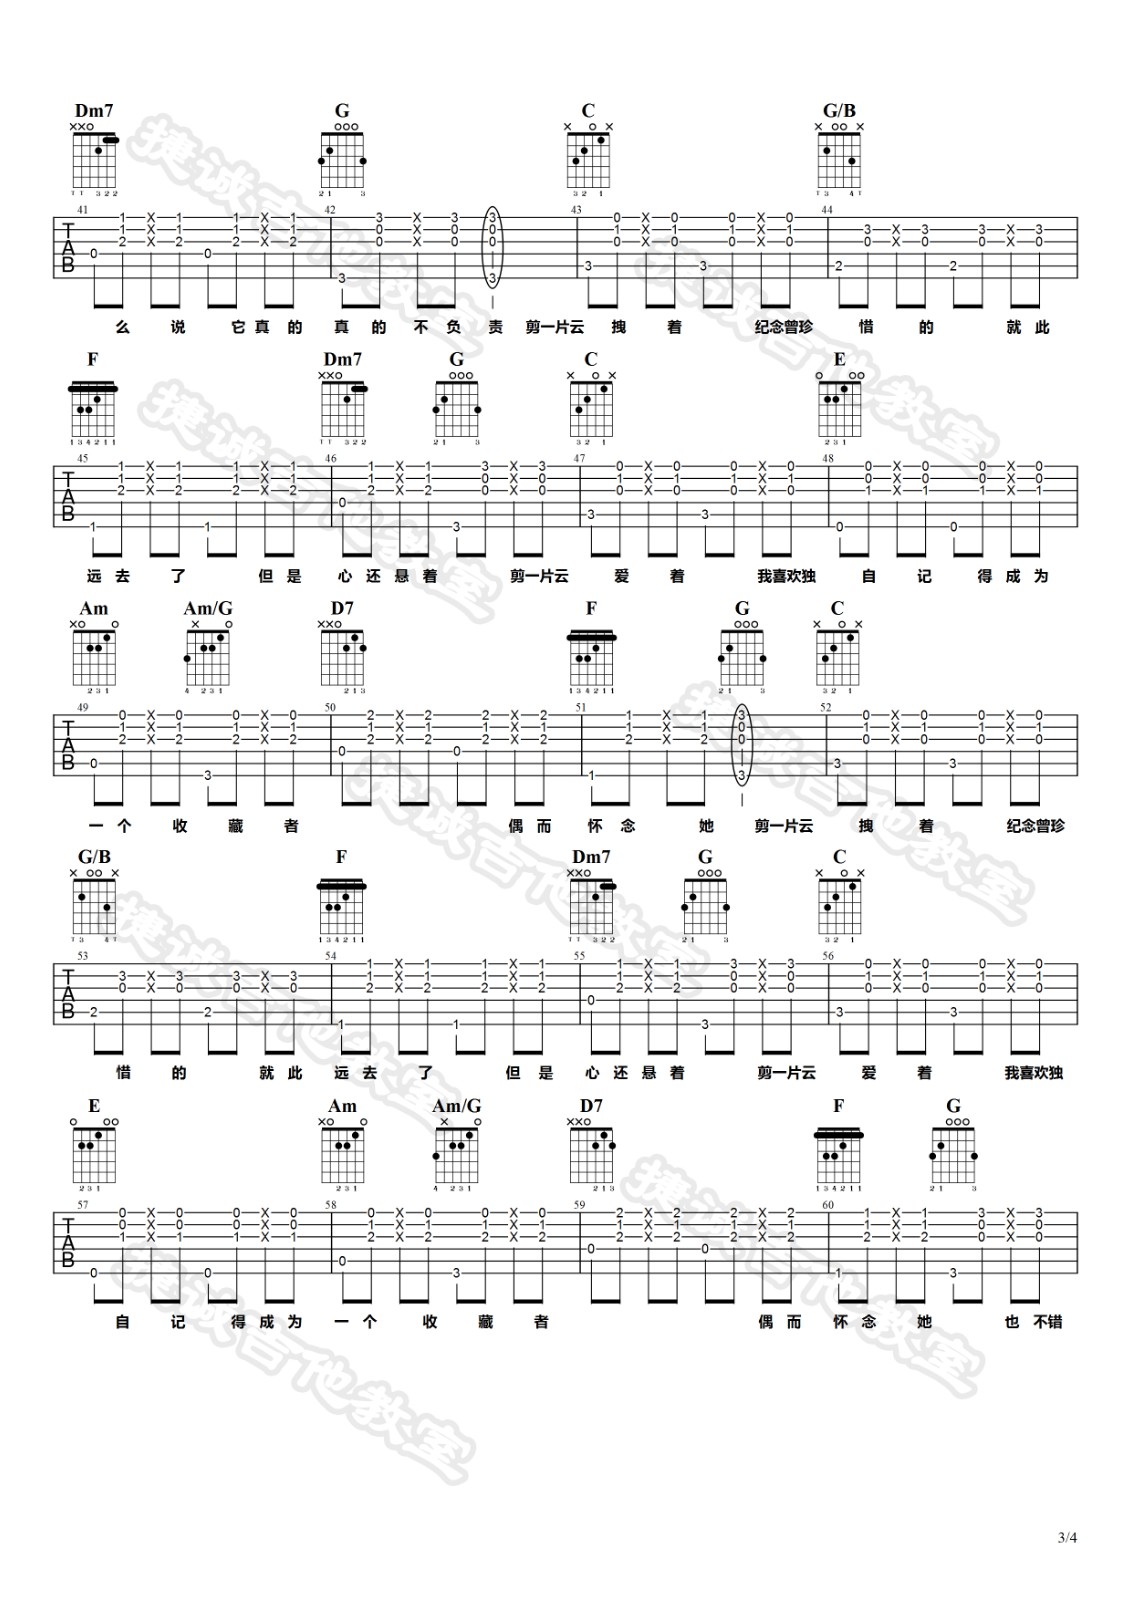 Dm7 G C G/B
41 42 43 44
么 说 它 真 的 真 的 不 负 责 剪一片云 拽 着 纪念曾珍 惜 的 就 此
F Dm7 G C E
45 46 47 48
远 去 了 但 是 心 还 悬 着 剪一片云 爱 着 我喜欢独 自 记 得 成 为
Am Am/G D7 F G C
49 50 51 52
一 个 收 藏 者 偶 而 怀 念 她 剪一片云 拽 着 纪念曾珍
G/B F Dm7 G C
53 54 55 56
惜 的 就 此 远 去 了 但 是 心 还 悬 着 剪一片云 爱 着 我喜欢独
E Am Am/G D7 F G
57 58 59 60
自 记 得 成 为 一 个 收 藏 者 偶 而 怀 念 她 也 不错
捷诚吉他教室
3/4